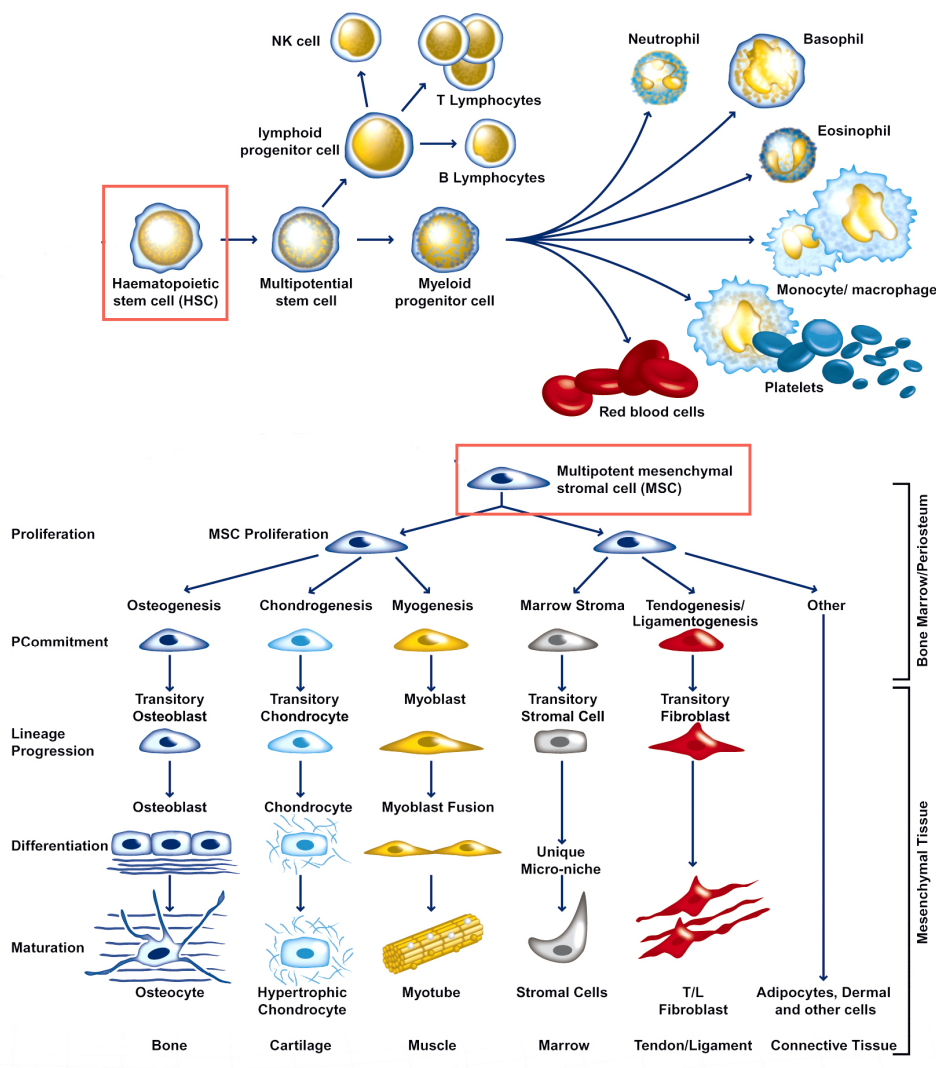 NK cell
T Lymphocytes
lymphoid
progenitor cell
B Lymphocytes
Neutrophil
Basophil
Eosinophil
Haematopoietic
stem cell (HSC)
Multipotential
stem cell
Myeloid
progenitor cell
Monocyte/ macrophage
Platelets
Red blood cells
Multipotent mesenchymal
stromal cell (MSC)
Proliferation
MSC Proliferation
Osteogenesis
Chondrogenesis
Myogenesis
Marrow Stroma
Tendogenesis/
Ligamentogenesis
Other
PCommitment
Transitory
Osteoblast
Transitory
Chondrocyte
Myoblast
Transitory
Stromal Cell
Transitory
Fibroblast
Lineage
Progression
Osteoblast
Chondrocyte
Myoblast Fusion
Differentiation
Unique
Micro-niche
Maturation
Osteocyte
Hypertrophic
Chondrocyte
Myotube
Stromal Cells
T/L
Fibroblast
Adipocytes, Dermal
and other cells
Bone
Cartilage
Muscle
Marrow
Tendon/Ligament
Connective Tissue
Bone Marrow/Periosteum
Mesenchymal Tissue